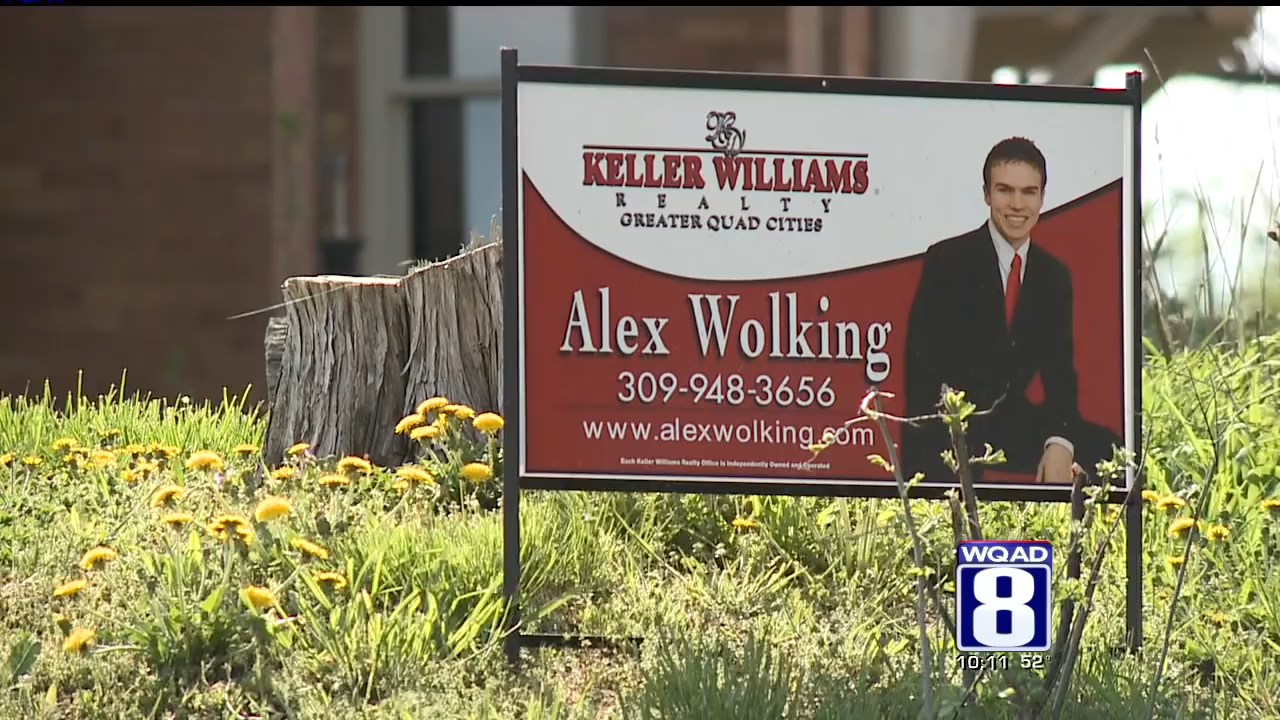 KELLER WILLIAMS
REALTY
GREATER QUAD CITIES
Alex Wolking
309-948-3656
www.alexwolking.com
Each Keller Williams Realty Office is Independently Owned and Operated
WQAD
8
10:11 52°